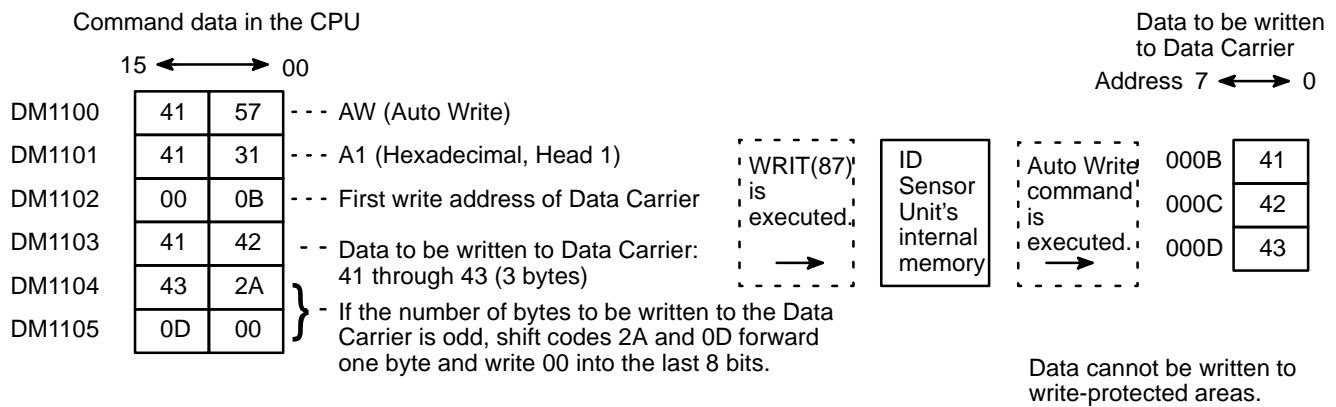 Command data in the CPU
15 00
DM1100 41 57 - - - AW (Auto Write)
DM1101 41 31 - - - A1 (Hexadecimal, Head 1)
DM1102 00 0B - - - First write address of Data Carrier
DM1103 41 42 - - Data to be written to Data Carrier:
41 through 43 (3 bytes)
DM1104 43 2A
DM1105 0D 00
} - If the number of bytes to be written to the Data
Carrier is odd, shift codes 2A and 0D forward
one byte and write 00 into the last 8 bits.
WRIT(87)
is
executed.
ID
Sensor
Unit's
internal
memory
Auto Write
command
is
executed.
Data to be written
to Data Carrier
Address 7 0
000B 41
000C 42
000D 43
Data cannot be written to
write-protected areas.